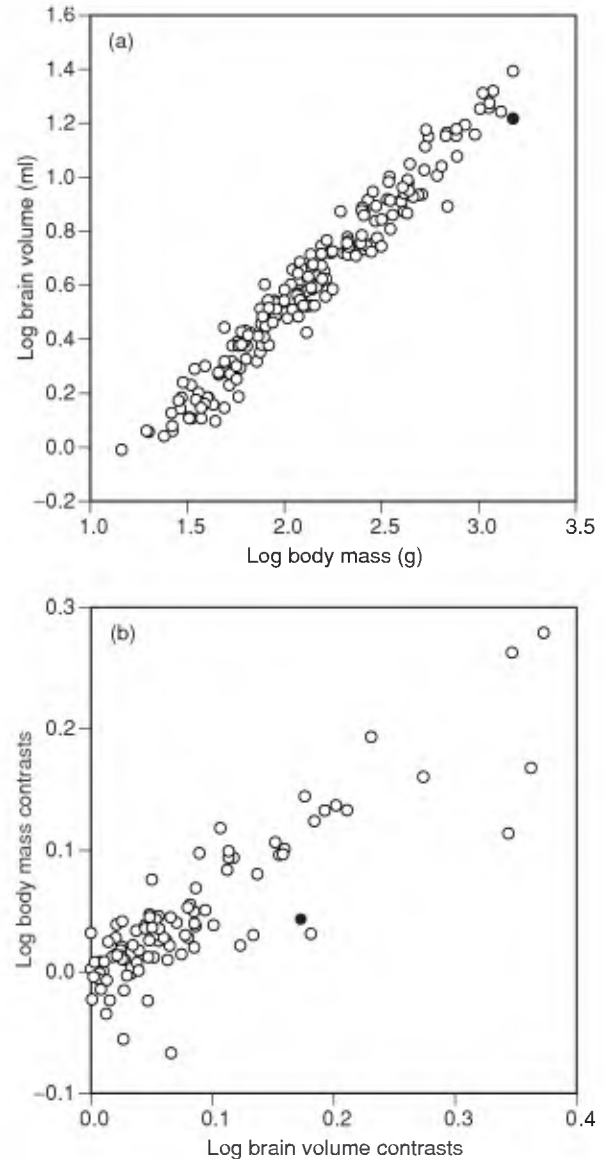 (a)
1.6
1.4
1.2
1.0
0.8
0.6
0.4
0.2
0.0
–0.2
Log brain volume (ml)
1.0 1.5 2.0 2.5 3.0 3.5
Log body mass (g)
(b)
0.3
0.2
0.1
0.0
–0.1
Log body mass contrasts
0.0 0.1 0.2 0.3 0.4
Log brain volume contrasts